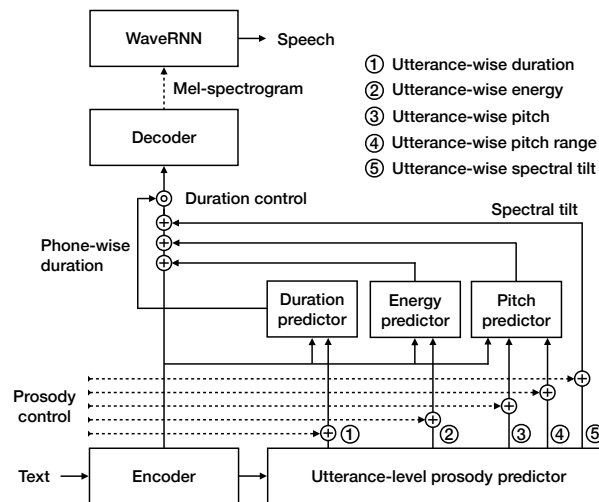 WaveRNN
Speech
Mel-spectrogram
Decoder
① Utterance-wise duration
② Utterance-wise energy
③ Utterance-wise pitch
④ Utterance-wise pitch range
⑤ Utterance-wise spectral tilt
Duration control
Spectral tilt
Phone-wise
duration
Duration
predictor
Energy
predictor
Pitch
predictor
Prosody
control
①
②
③
④
⑤
Text
Encoder
Utterance-level prosody predictor